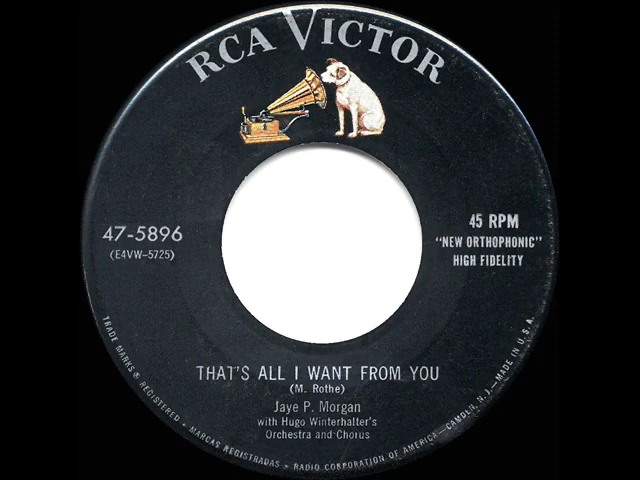 RCA VICTOR
47-5896
(E4VW-5725)
45 RPM
"NEW ORTHOPHONIC"
HIGH FIDELITY
THAT'S ALL I WANT FROM YOU
(M. Rothe)
Jaye P. Morgan
with Hugo Winterhalter's
Orchestra and Chorus
TRADE MARKS ® REGISTERED • MARCAS REGISTRADAS • RADIO CORPORATION OF AMERICA—CAMDEN, N.J.—MADE IN U.S.A.